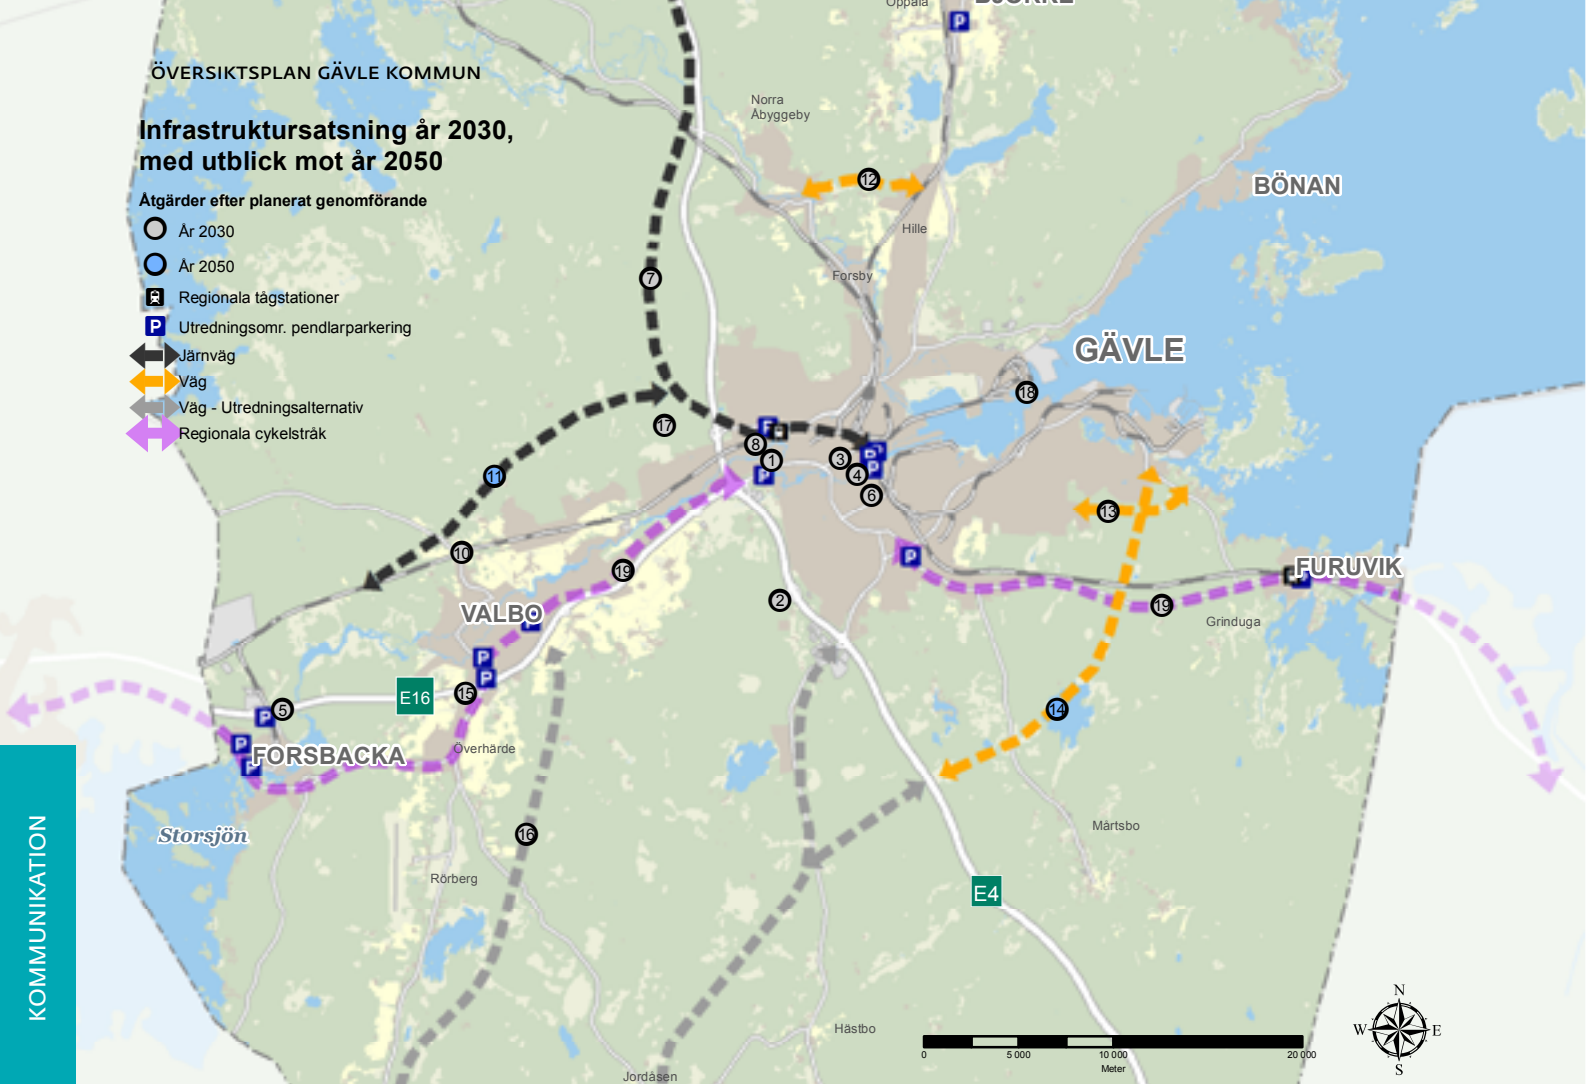 ÖVERSIKTSPLAN GÄVLE KOMMUN
Infrastruktursatsning år 2030,
med utblick mot år 2050
Åtgärder efter planerat genomförande
År 2030
År 2050
Regionala tågstationer
P Utredningsomr. pendlarparkering
Järnväg
Väg
Väg - Utredningsalternativ
Regionala cykelstråk
Oppala
BJÖRKE
P
Norra
Åbyggeby
12
BÖNAN
Hille
Forsby
7
GÄVLE
18
17
8
1
P
3
4
P
6
11
13
10
19
P
FURUVIK
2
19
Grinduga
VALBO
P
P
E16
15
5
P
14
P
P
FORSBACKA
Överhärde
Storsjön
16
Mårtsbo
Rörberg
E4
KOMMUNIKATION
Hästbo
Jordåsen
0
5 000
10 000
20 000
Meter
N
W
E
S